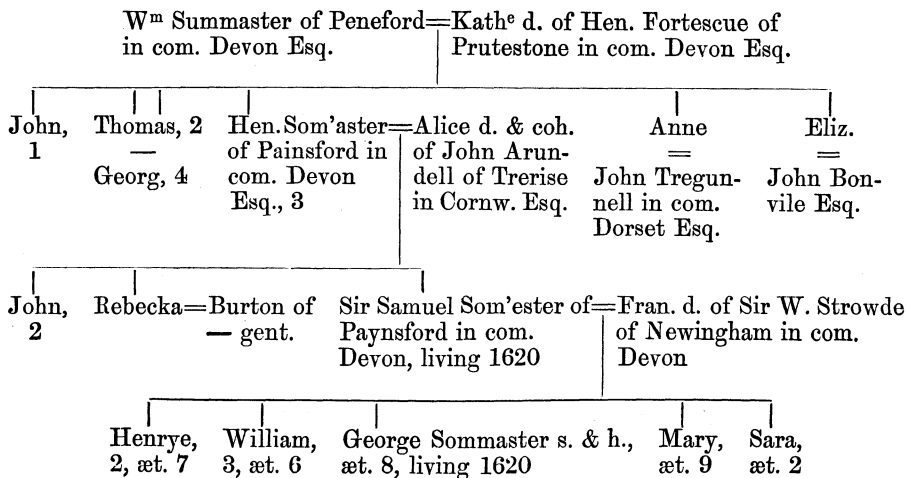 Wᵐ Summaster of Peneford=Kathᵉ d. of Hen. Fortescue of
in com. Devon Esq. Prutestone in com. Devon Esq.
John, Thomas, 2 Hen. Som'aster=Alice d. & coh. Anne Eliz.
1 — of Painsford in of John Arun- = =
Georg, 4 com. Devon dell of Trerise John Tregun- John Bon-
Esq., 3 in Cornw. Esq. nell in com. vile Esq.
Dorset Esq.
John, Rebecka=Burton of Sir Samuel Som'ester of=Fran. d. of Sir W. Strowde
2 — gent. Paynsford in com. of Newingham in com.
Devon, living 1620 Devon
Henrye, William, George Sommaster s. & h., Mary, Sara,
2, æt. 7 3, æt. 6 æt. 8, living 1620 æt. 9 æt. 2